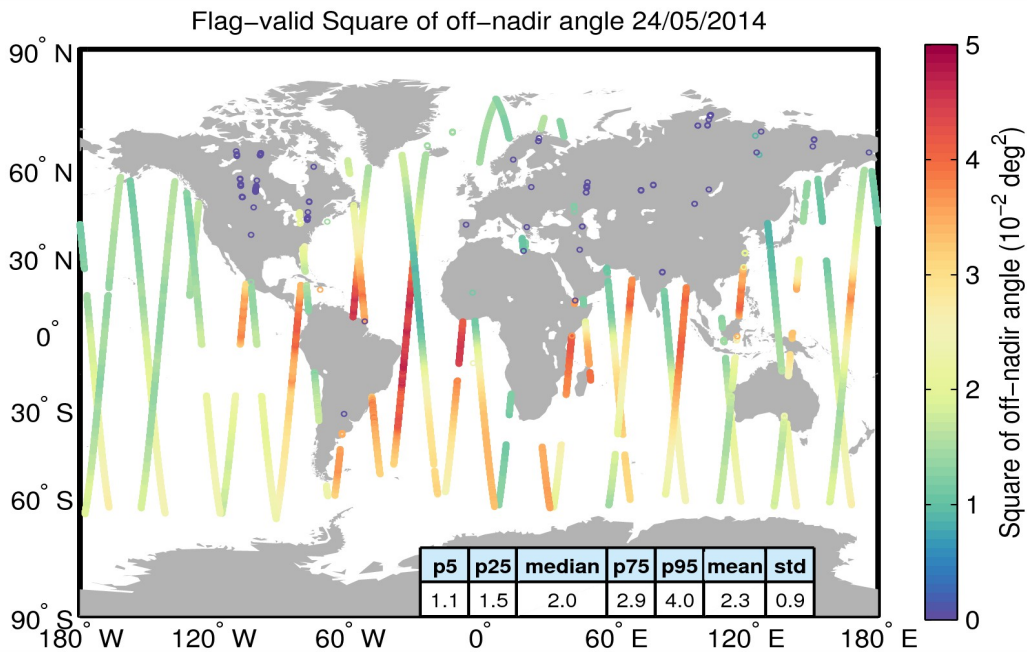 Flag-valid Square of off-nadir angle 24/05/2014
90° N
60° N
30° N
0°
30° S
60° S
90° S
180° W
120° W
60° W
0°
60° E
120° E
180° E
p5 p25 median p75 p95 mean std
1.1 1.5 2.0 2.9 4.0 2.3 0.9
5
4
3
2
1
0
Square of off-nadir angle (10⁻² deg²)